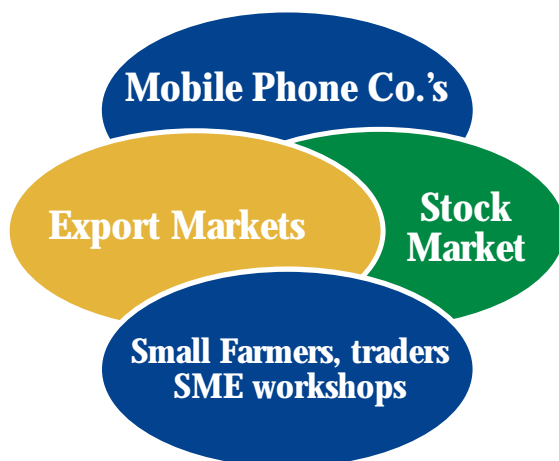 Mobile Phone Co.'s
Export Markets
Stock
Market
Small Farmers, traders
SME workshops